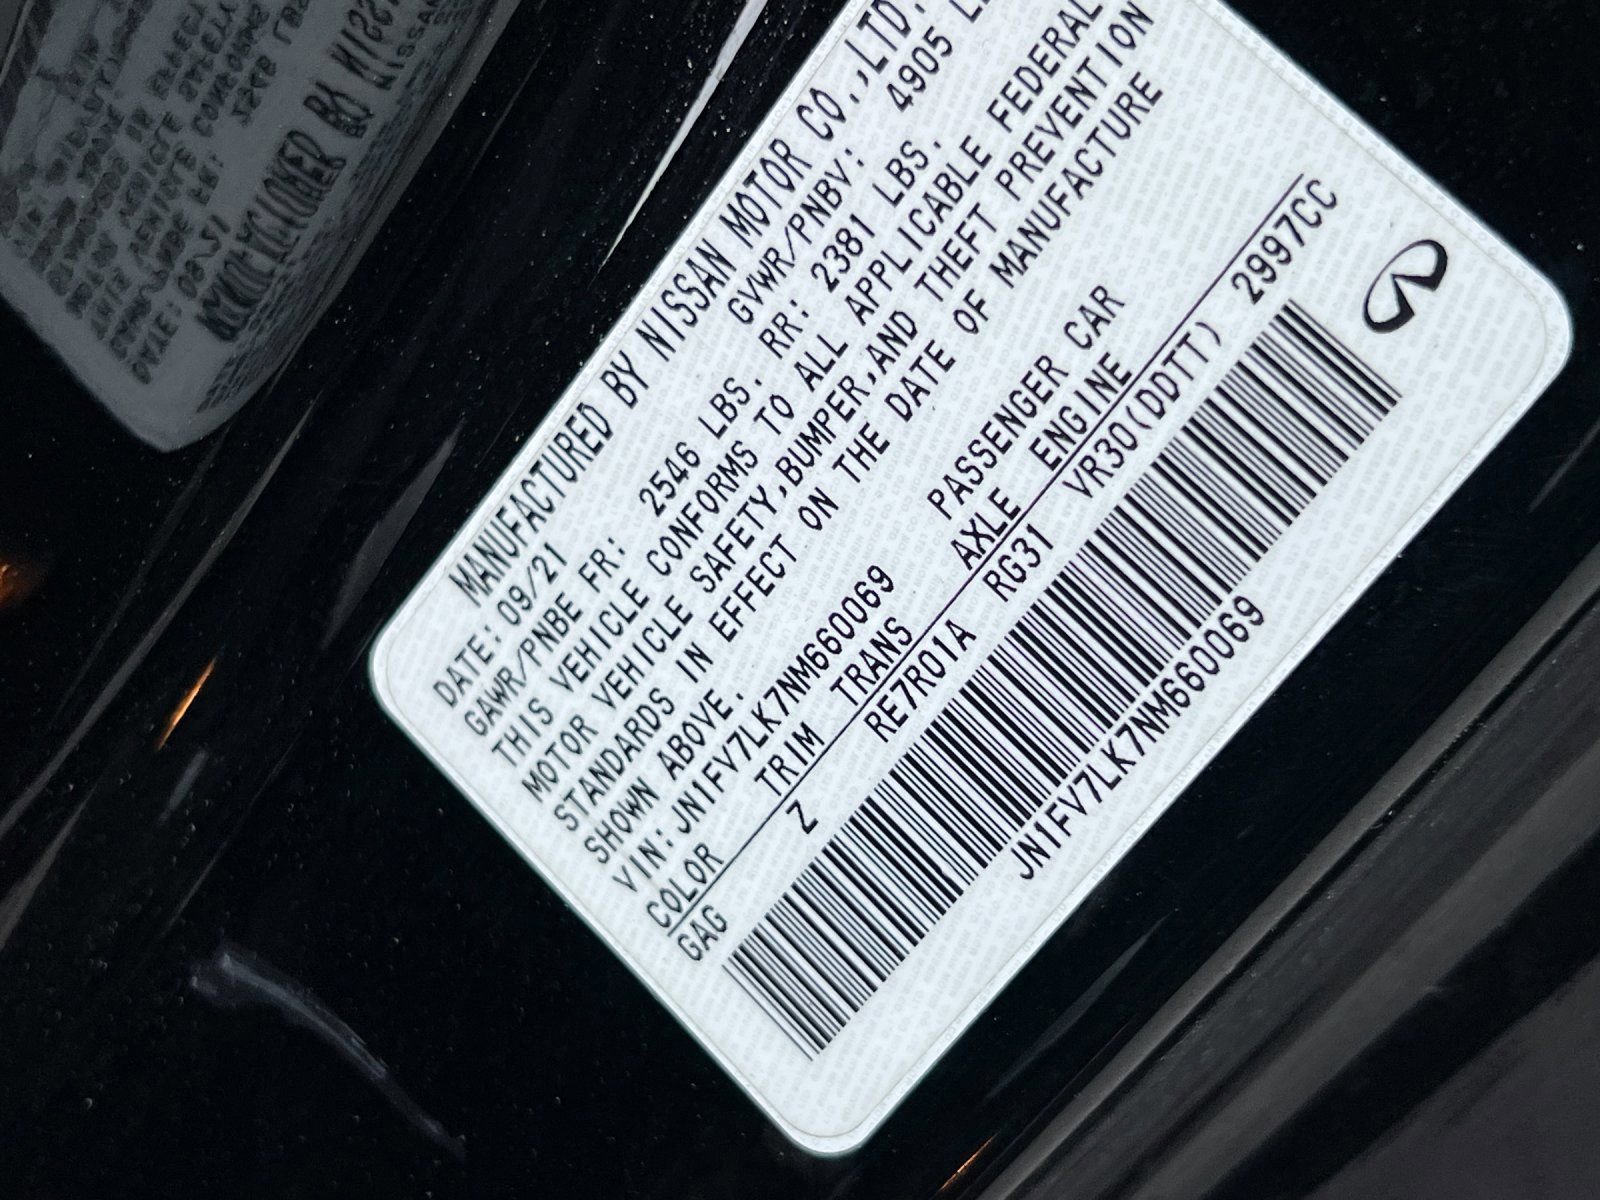 MANUFACTURED BY NISSAN MOTOR CO.,LTD.
DATE: 09/21 GVWR/PNBV: 4905
GAWR/PNBE FR: 2546 LBS. RR: 2381 LBS.
THIS VEHICLE CONFORMS TO ALL APPLICABLE FEDERAL
MOTOR VEHICLE SAFETY,BUMPER,AND THEFT PREVENTION
STANDARDS IN EFFECT ON THE DATE OF MANUFACTURE
SHOWN ABOVE.
VIN: JN1FV7LK7NM660069 PASSENGER CAR
COLOR TRIM TRANS AXLE ENGINE
GAG Z RE7R01A RG31 VR30(DDTT) 2997CC
JN1FV7LK7NM660069